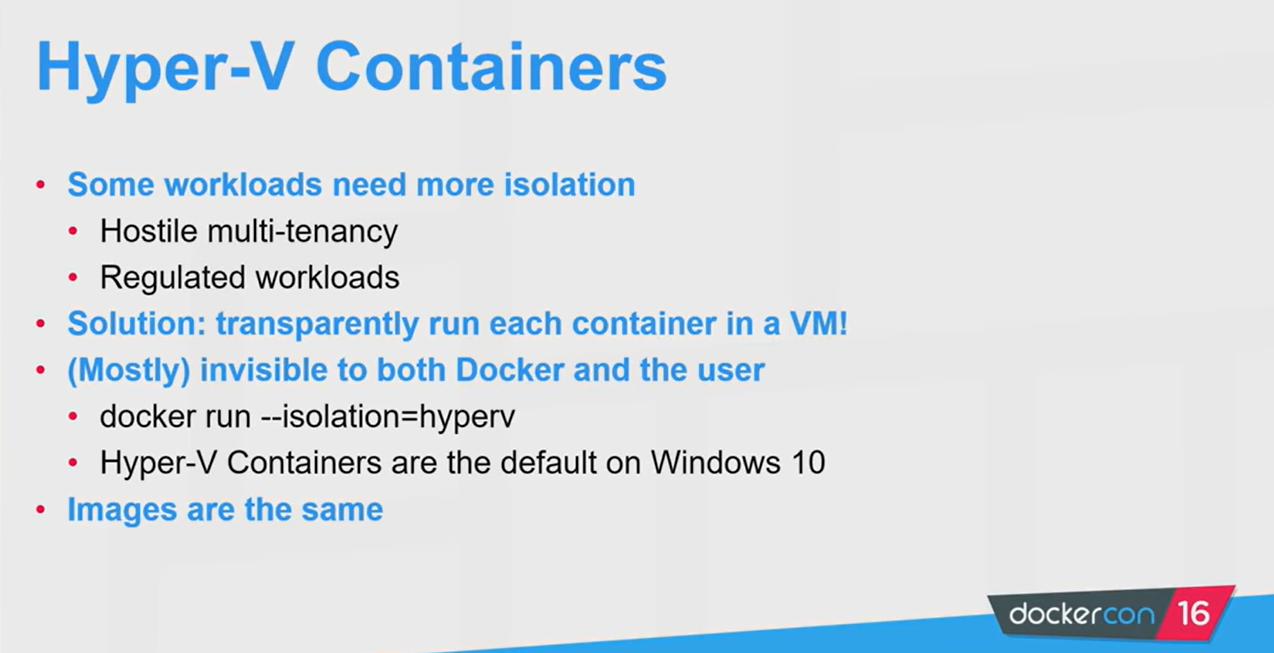 Hyper-V Containers
• Some workloads need more isolation
• Hostile multi-tenancy
• Regulated workloads
• Solution: transparently run each container in a VM!
• (Mostly) invisible to both Docker and the user
• docker run --isolation=hyperv
• Hyper-V Containers are the default on Windows 10
• Images are the same
dockercon 16